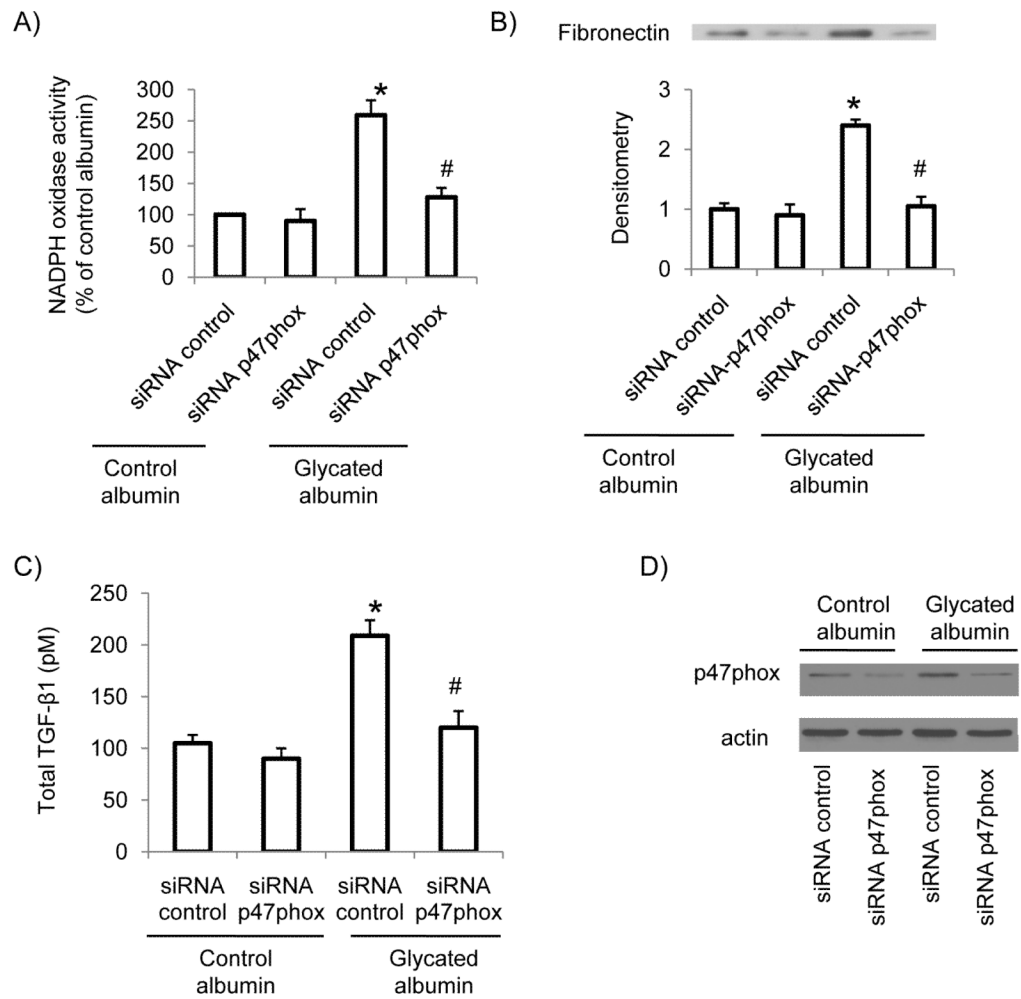 A)
NADPH oxidase activity
(% of control albumin)
300
250
200
150
100
50
0
*
#
siRNA control
siRNA p47phox
siRNA control
siRNA p47phox
Control
albumin
Glycated
albumin
B)
Fibronectin
Densitometry
3
2
1
0
*
#
siRNA control
siRNA-p47phox
siRNA control
siRNA-p47phox
Control
albumin
Glycated
albumin
C)
Total TGF-β1 (pM)
250
200
150
100
50
0
*
#
siRNA
control
siRNA
p47phox
siRNA
control
siRNA
p47phox
Control
albumin
Glycated
albumin
D)
Control
albumin
Glycated
albumin
p47phox
actin
siRNA control
siRNA p47phox
siRNA control
siRNA p47phox